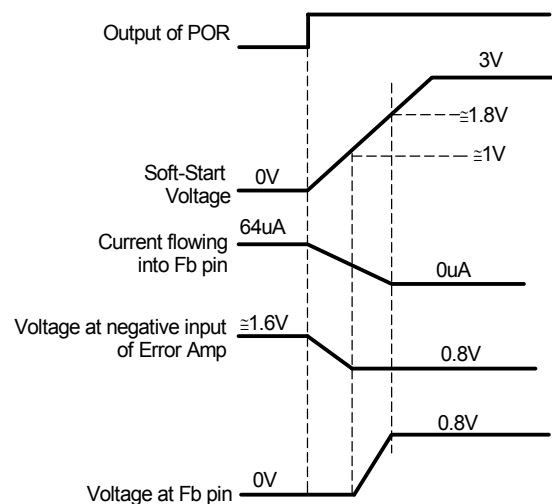 Output of POR
3V
≅1.8V
≅1V
Soft-Start
Voltage
0V
64uA
Current flowing
into Fb pin
0uA
Voltage at negative input
of Error Amp
≅1.6V
0.8V
0.8V
Voltage at Fb pin
0V